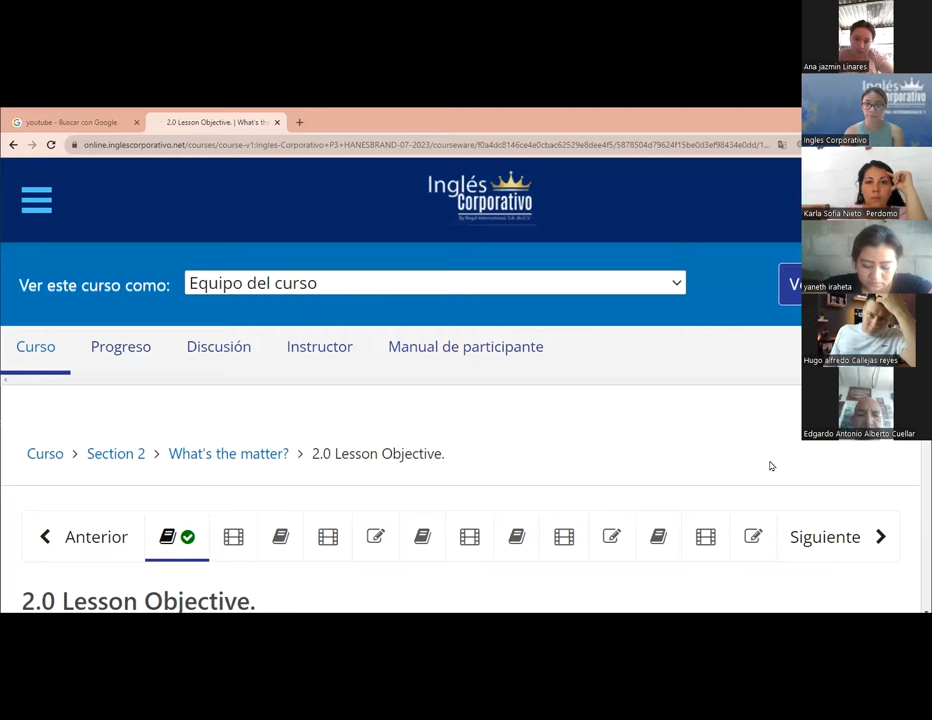 youtube - Buscar con Google
2.0 Lesson Objective. | What's th
online.inglescorporativo.net/courses/course-v1:Ingles-Corporativo+P3+HANESBRAND-07-2023/courseware/f0a4dc8146ce4e0cbac62529e8dee4f5/5878504d79624f15be0d3ef98434e0dd/1...
Inglés
Corporativo
By Regal International, S.A. de C.V.
Ver este curso como:
Equipo del curso
Curso
Progreso
Discusión
Instructor
Manual de participante
Curso > Section 2 > What's the matter? > 2.0 Lesson Objective.
Anterior
Siguiente
2.0 Lesson Objective.
Ana jazmin Linares
Ingles Corporativo
Karla Sofia Nieto Perdomo
yaneth iraheta
Hugo alfredo Callejas reyes
Edgardo Antonio Alberto Cuellar